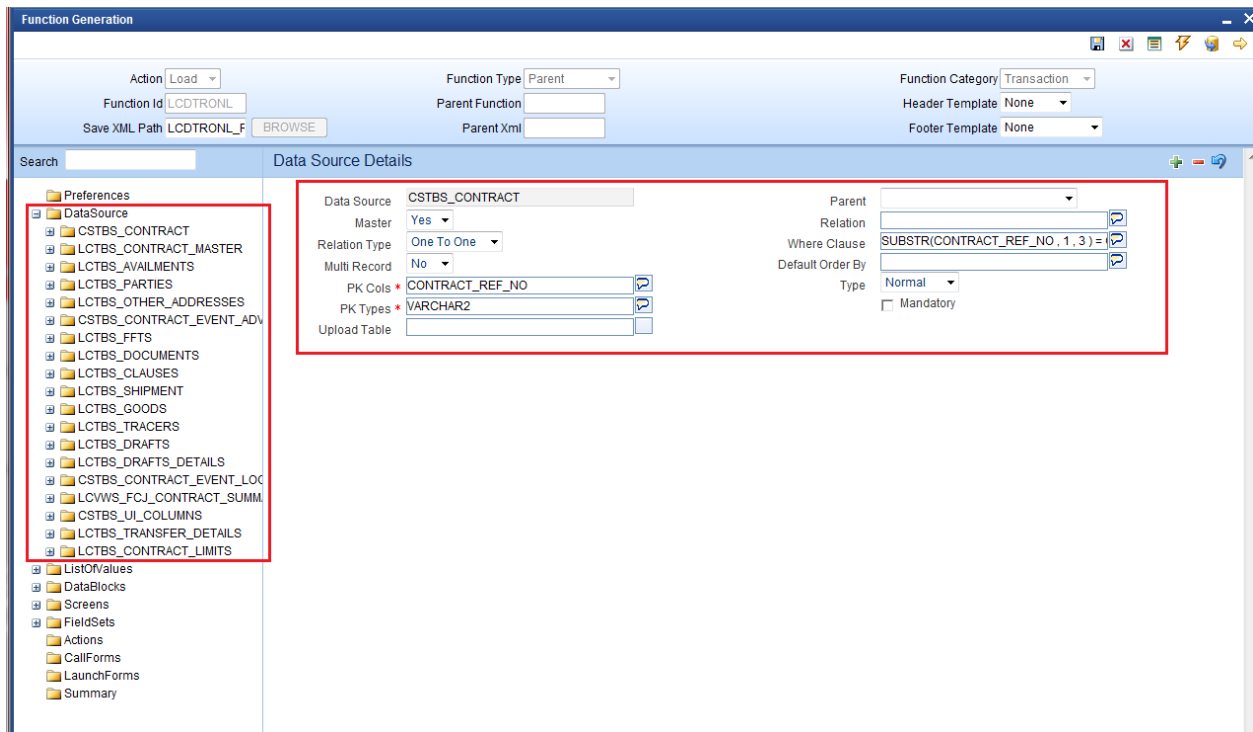 Function Generation
Action Load
Function Type Parent
Function Category Transaction
Function Id LCDTRONL
Parent Function
Header Template None
Save XML Path LCDTRONL_F BROWSE
Parent Xml
Footer Template None
Search
Data Source Details
Preferences
DataSource
CSTBS_CONTRACT
LCTBS_CONTRACT_MASTER
LCTBS_AVAILMENTS
LCTBS_PARTIES
LCTBS_OTHER_ADDRESSES
CSTBS_CONTRACT_EVENT_ADV
LCTBS_FFTS
LCTBS_DOCUMENTS
LCTBS_CLAUSES
LCTBS_SHIPMENT
LCTBS_GOODS
LCTBS_TRACERS
LCTBS_DRAFTS
LCTBS_DRAFTS_DETAILS
CSTBS_CONTRACT_EVENT_LOG
LCVWS_FCJ_CONTRACT_SUMM
CSTBS_UI_COLUMNS
LCTBS_TRANSFER_DETAILS
LCTBS_CONTRACT_LIMITS
ListOfValues
DataBlocks
Screens
FieldSets
Actions
CallForms
LaunchForms
Summary
Data Source CSTBS_CONTRACT
Master Yes
Relation Type One To One
Multi Record No
PK Cols * CONTRACT_REF_NO
PK Types * VARCHAR2
Upload Table
Parent
Relation
Where Clause SUBSTR(CONTRACT_REF_NO , 1 , 3 ) =
Default Order By
Type Normal
Mandatory